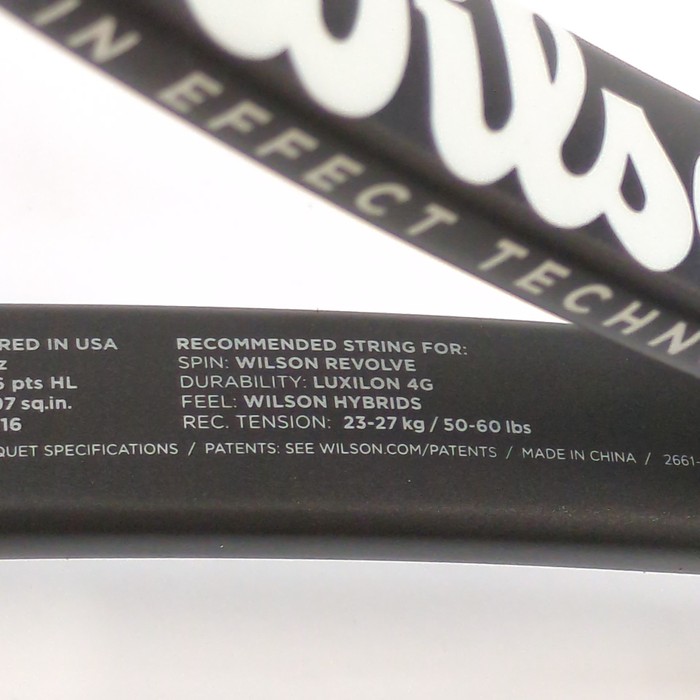 Wils
IN EFFECT TECHN
RED IN USA
z
pts HL
97 sq.in.
16
RECOMMENDED STRING FOR:
SPIN: WILSON REVOLVE
DURABILITY: LUXILON 4G
FEEL: WILSON HYBRIDS
REC. TENSION: 23-27 kg / 50-60 lbs
QUET SPECIFICATIONS / PATENTS: SEE WILSON.COM/PATENTS / MADE IN CHINA / 2661-